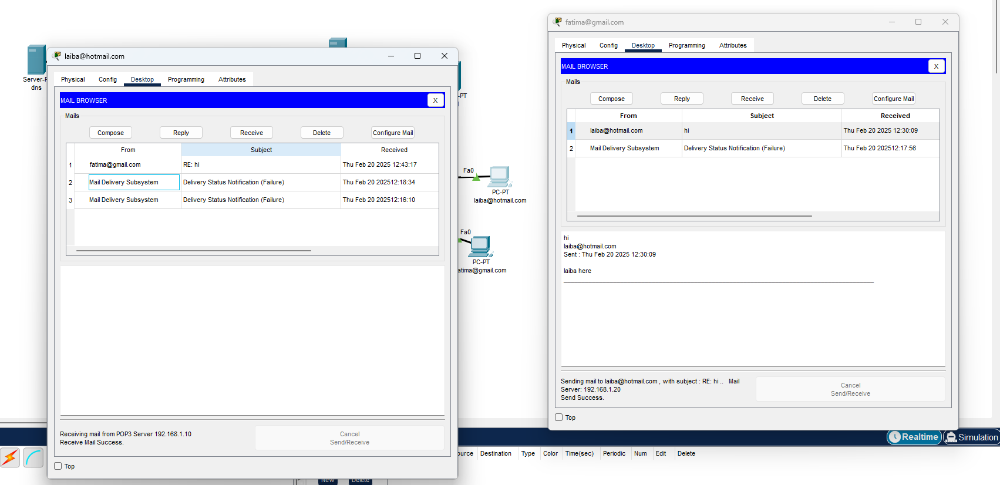 Server-P
dns
laiba@hotmail.com
Physical Config Desktop Programming Attributes
MAIL BROWSER X
Mails
Compose Reply Receive Delete Configure Mail
From Subject Received
1 fatima@gmail.com RE: hi Thu Feb 20 2025 12:43:17
2 Mail Delivery Subsystem Delivery Status Notification (Failure) Thu Feb 20 202512:18:34
3 Mail Delivery Subsystem Delivery Status Notification (Failure) Thu Feb 20 202512:16:10
Receiving mail from POP3 Server 192.168.1.10
Receive Mail Success.
Cancel
Send/Receive
Top
-PT
Fa0
PC-PT
laiba@hotmail.com
Fa0
PC-PT
atima@gmail.com
fatima@gmail.com
Physical Config Desktop Programming Attributes
MAIL BROWSER X
Mails
Compose Reply Receive Delete Configure Mail
From Subject Received
1 laiba@hotmail.com hi Thu Feb 20 2025 12:30:09
2 Mail Delivery Subsystem Delivery Status Notification (Failure) Thu Feb 20 202512:17:56
hi
laiba@hotmail.com
Sent : Thu Feb 20 2025 12:30:09
laiba here
Sending mail to laiba@hotmail.com , with subject : RE: hi .. Mail
Server: 192.168.1.20
Send Success.
Cancel
Send/Receive
Top
Realtime Simulation
ource Destination Type Color Time(sec) Periodic Num Edit Delete
New Delete